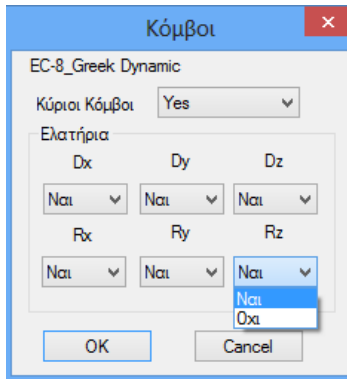 Κόμβοι
EC-8_Greek Dynamic
Κύριοι Κόμβοι Yes
Ελατήρια
Dx Dy Dz
Ναι Ναι Ναι
Rx Ry Rz
Ναι Ναι Ναι
Ναι
Όχι
OK Cancel